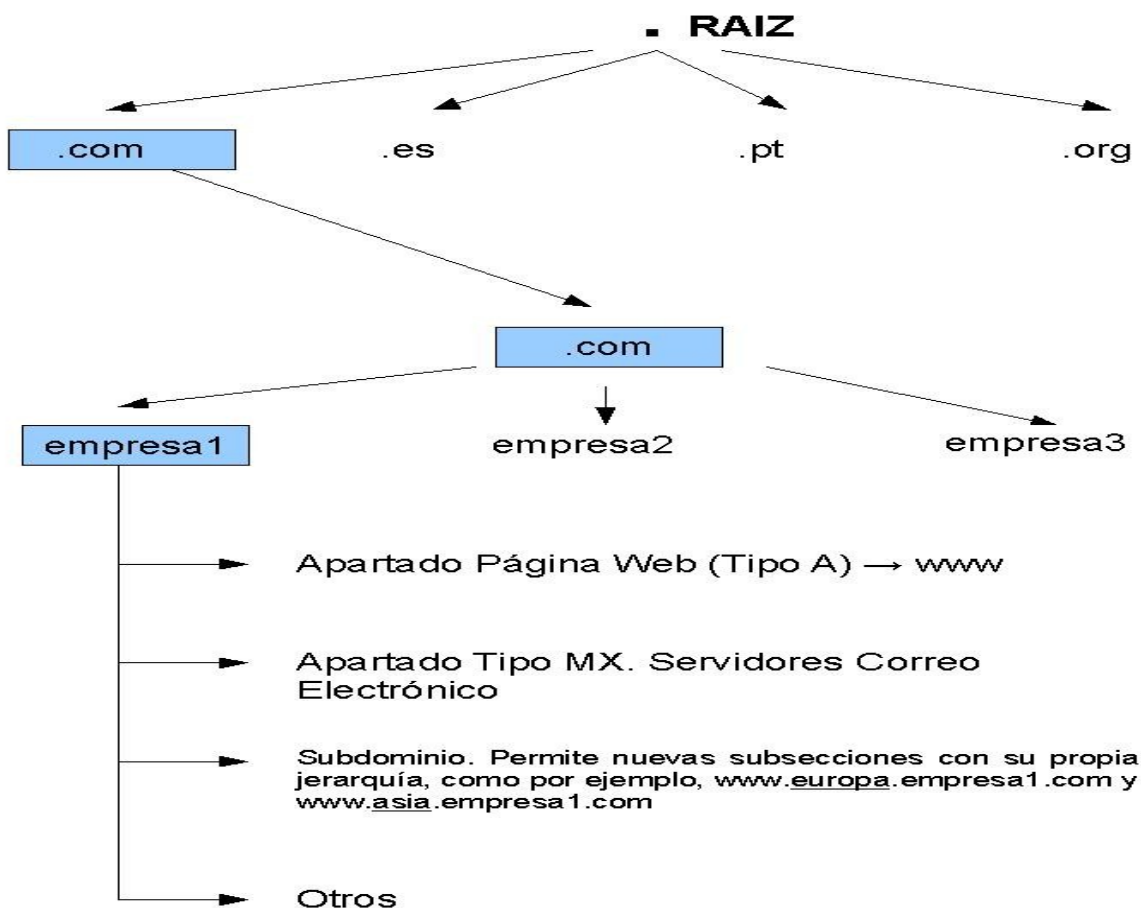 . RAIZ
.com
.es
.pt
.org
.com
empresa1
empresa2
empresa3
Apartado Página Web (Tipo A) → www
Apartado Tipo MX. Servidores Correo
Electrónico
Subdominio. Permite nuevas subsecciones con su propia
jerarquía, como por ejemplo, www.europa.empresa1.com y
www.asia.empresa1.com
Otros